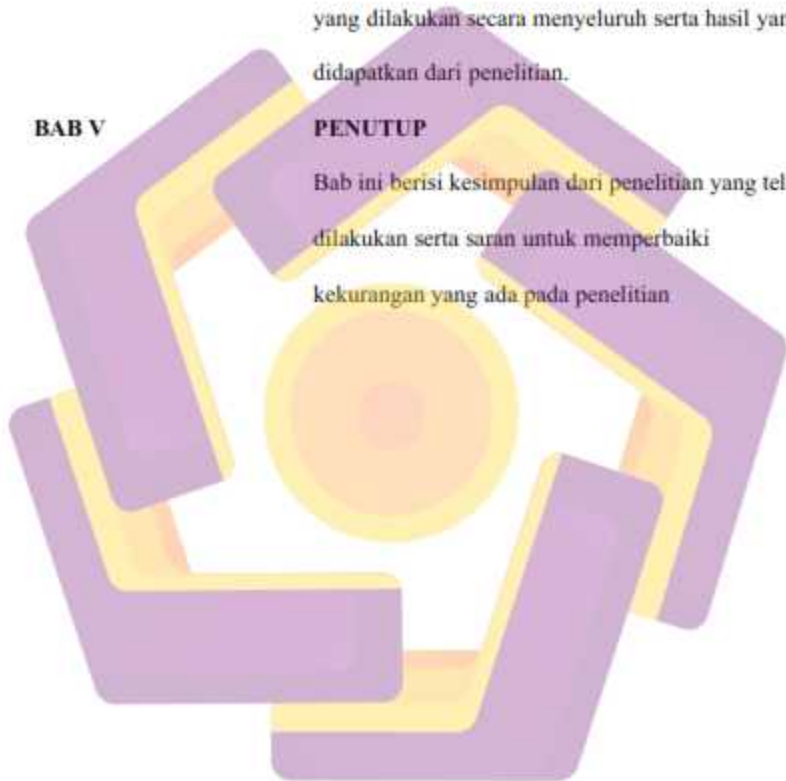 yang dilakukan secara menyeluruh serta hasil yan
didapatkan dari penelitian.
BAB V PENUTUP
Bab ini berisi kesimpulan dari penelitian yang tel
dilakukan serta saran untuk memperbaiki
kekurangan yang ada pada penelitian